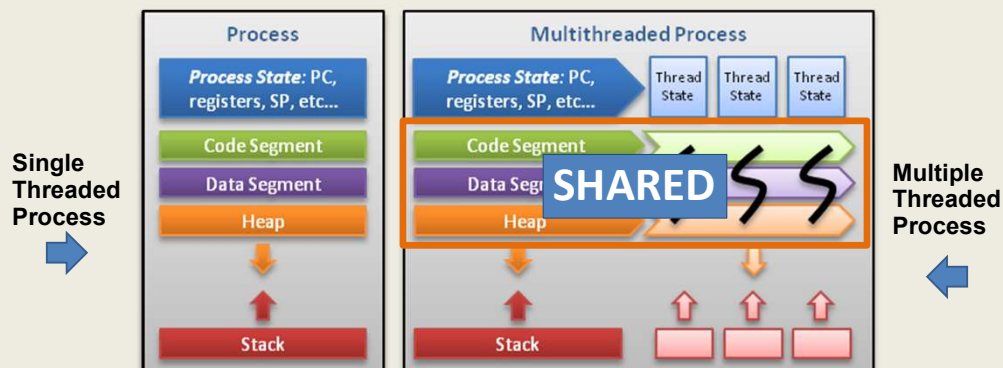 Process
Process State: PC,
registers, SP, etc...
Code Segment
Data Segment
Heap
Stack
Single
Threaded
Process
Multithreaded Process
Process State: PC,
registers, SP, etc...
Thread
State
Thread
State
Thread
State
Code Segment
Data Seg
SHARED
Heap
Stack
Multiple
Threaded
Process